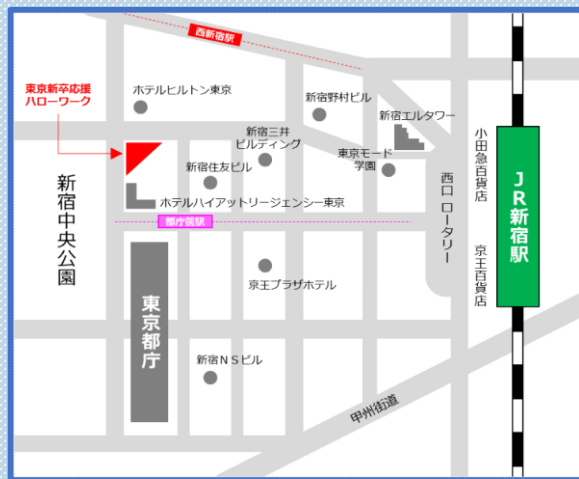 西新宿駅
東京新卒応援
ハローワーク
ホテルヒルトン東京
新宿野村ビル
新宿エルタワー
新宿三井
ビルディング
東京モード
学園
新宿住友ビル
ホテルハイアットリージェンシー東京
都庁前駅
新宿中央公園
西口 ロータリー
小田急百貨店
京王百貨店
JR新宿駅
京王プラザホテル
東京都庁
新宿NSビル
甲州街道